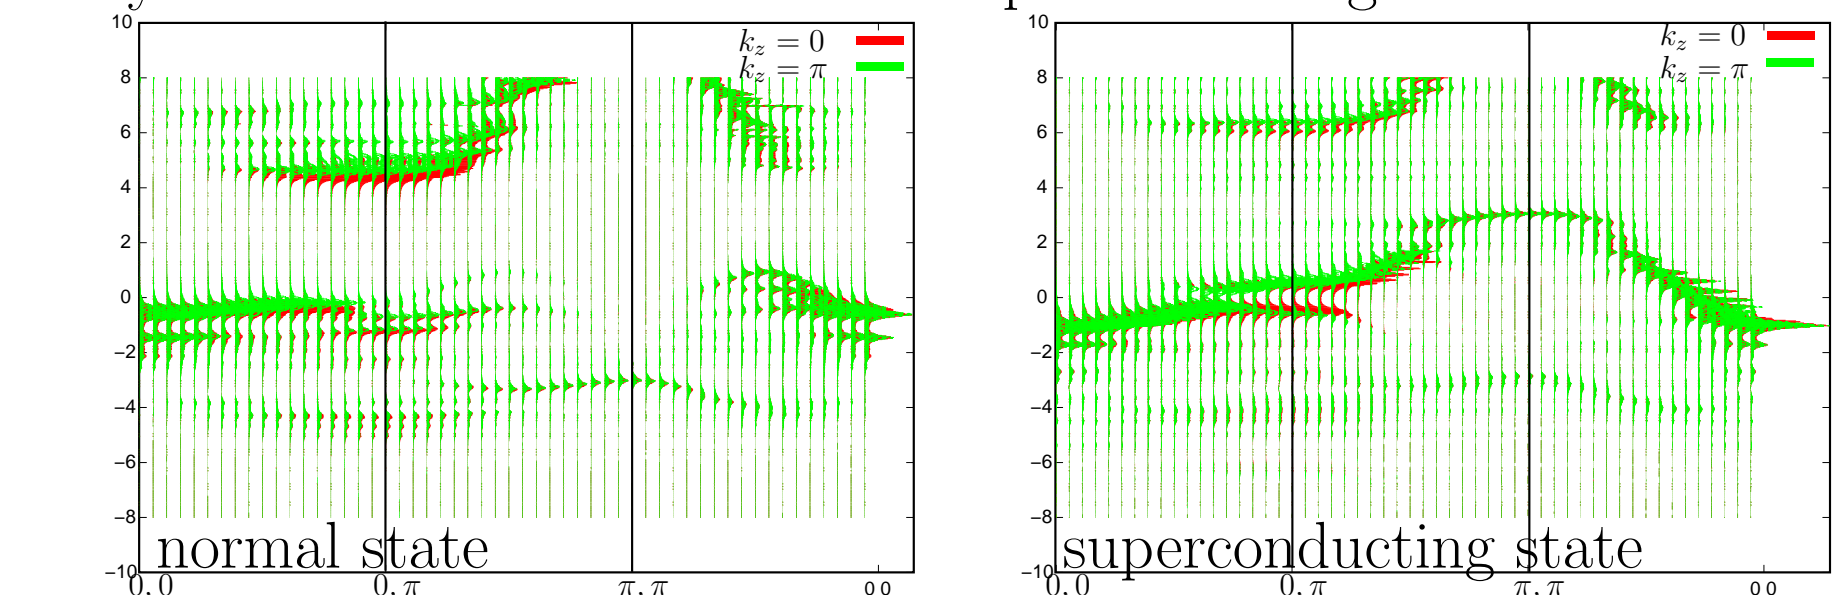 10
8
6
4
2
0
−2
−4
−6
−8
−10
k_z = 0
k_z = π
normal state
0, 0
0, π
π, π
0 0
10
8
6
4
2
0
−2
−4
−6
−8
−10
k_z = 0
k_z = π
superconducting state
0, 0
0, π
π, π
0 0